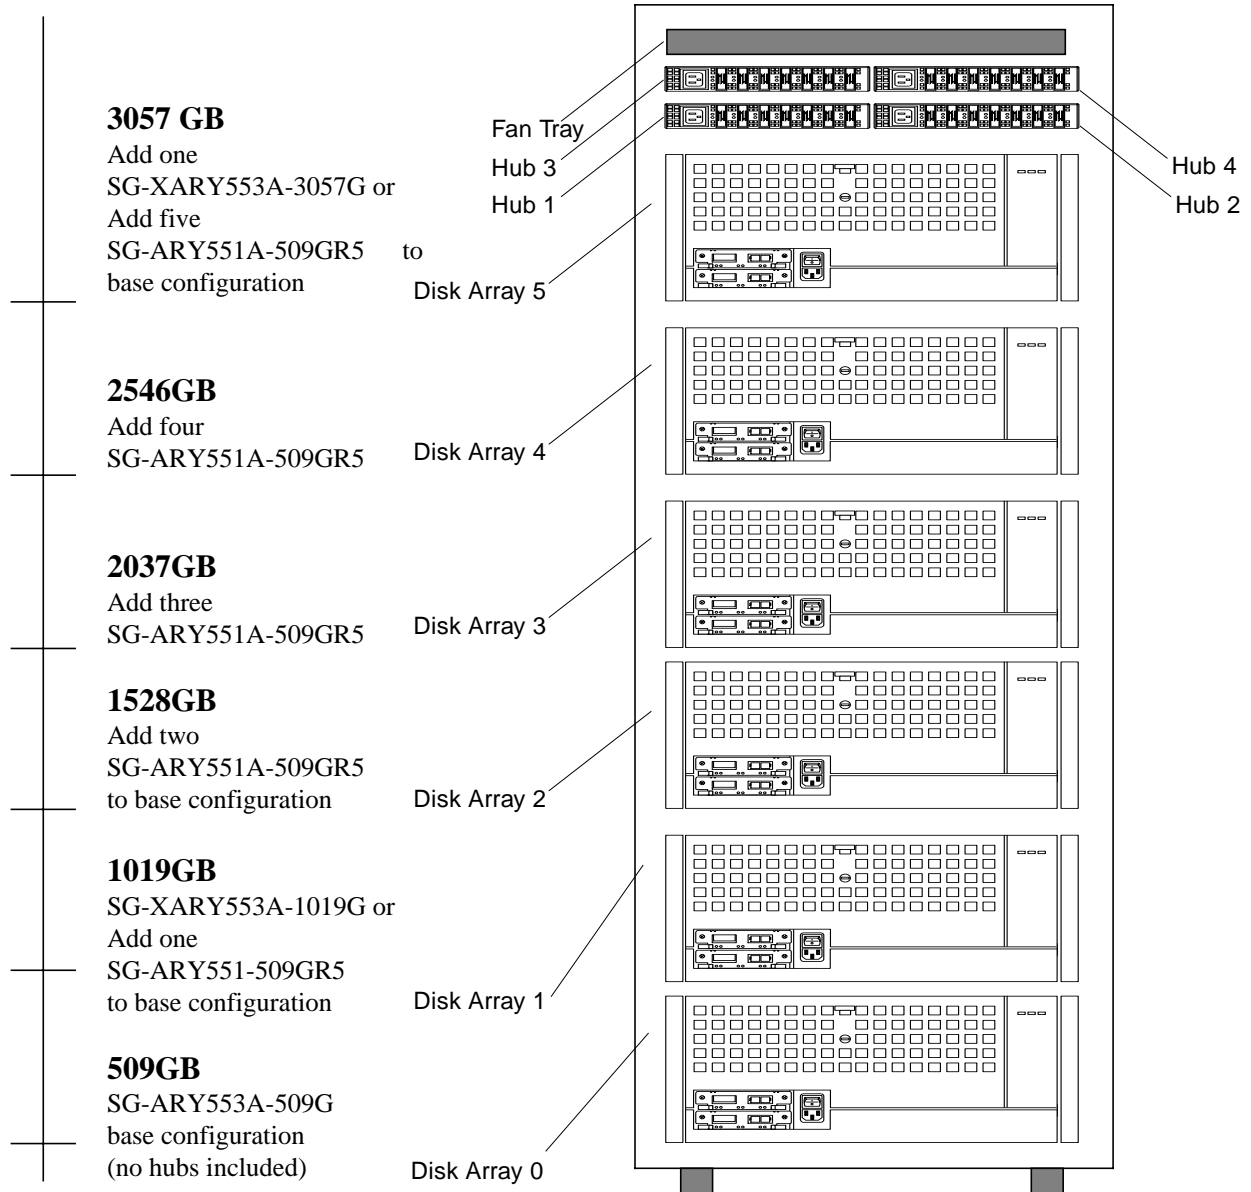 3057 GB
Add one
SG-XARY553A-3057G or
Add five
SG-ARY551A-509GR5 to
base configuration
2546GB
Add four
SG-ARY551A-509GR5
2037GB
Add three
SG-ARY551A-509GR5
1528GB
Add two
SG-ARY551A-509GR5
to base configuration
1019GB
SG-XARY553A-1019G or
Add one
SG-ARY551-509GR5
to base configuration
509GB
SG-ARY553A-509G
base configuration
(no hubs included)
Fan Tray
Hub 3
Hub 1
Disk Array 5
Disk Array 4
Disk Array 3
Disk Array 2
Disk Array 1
Disk Array 0
Hub 4
Hub 2